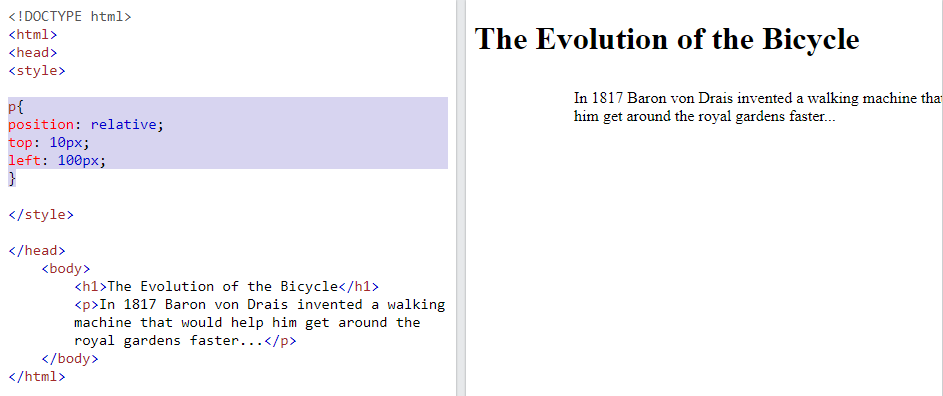 <!DOCTYPE html>
<html>
<head>
<style>
p{
position: relative;
top: 10px;
left: 100px;
}
</style>
</head>
<body>
<h1>The Evolution of the Bicycle</h1>
<p>In 1817 Baron von Drais invented a walking
machine that would help him get around the
royal gardens faster...</p>
</body>
</html>
The Evolution of the Bicycle
In 1817 Baron von Drais invented a walking machine tha
him get around the royal gardens faster...